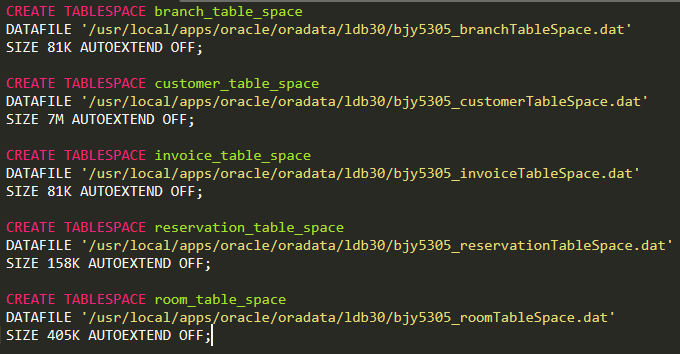 CREATE TABLESPACE branch_table_space
DATAFILE '/usr/local/apps/oracle/oradata/ldb30/bjy5305_branchTableSpace.dat'
SIZE 81K AUTOEXTEND OFF;
CREATE TABLESPACE customer_table_space
DATAFILE '/usr/local/apps/oracle/oradata/ldb30/bjy5305_customerTableSpace.dat'
SIZE 7M AUTOEXTEND OFF;
CREATE TABLESPACE invoice_table_space
DATAFILE '/usr/local/apps/oracle/oradata/ldb30/bjy5305_invoiceTableSpace.dat'
SIZE 81K AUTOEXTEND OFF;
CREATE TABLESPACE reservation_table_space
DATAFILE '/usr/local/apps/oracle/oradata/ldb30/bjy5305_reservationTableSpace.dat'
SIZE 158K AUTOEXTEND OFF;
CREATE TABLESPACE room_table_space
DATAFILE '/usr/local/apps/oracle/oradata/ldb30/bjy5305_roomTableSpace.dat'
SIZE 405K AUTOEXTEND OFF;